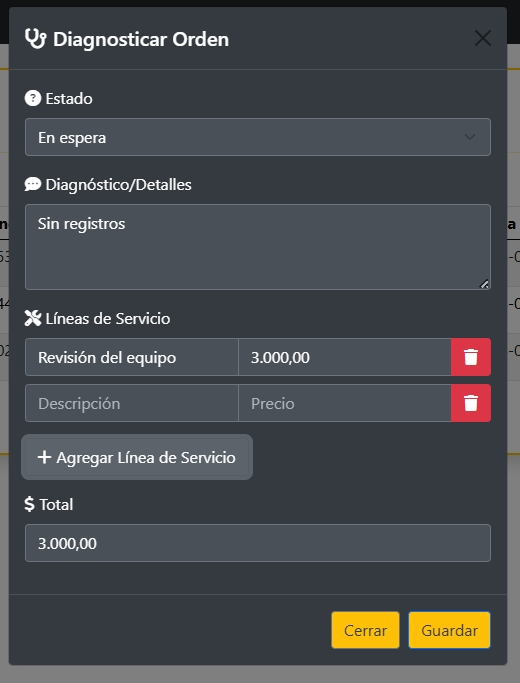 Diagnosticar Orden
Estado
En espera
Diagnóstico/Detalles
Sin registros
Líneas de Servicio
Revisión del equipo 3.000,00
Descripción Precio
+ Agregar Línea de Servicio
$ Total
3.000,00
Cerrar Guardar